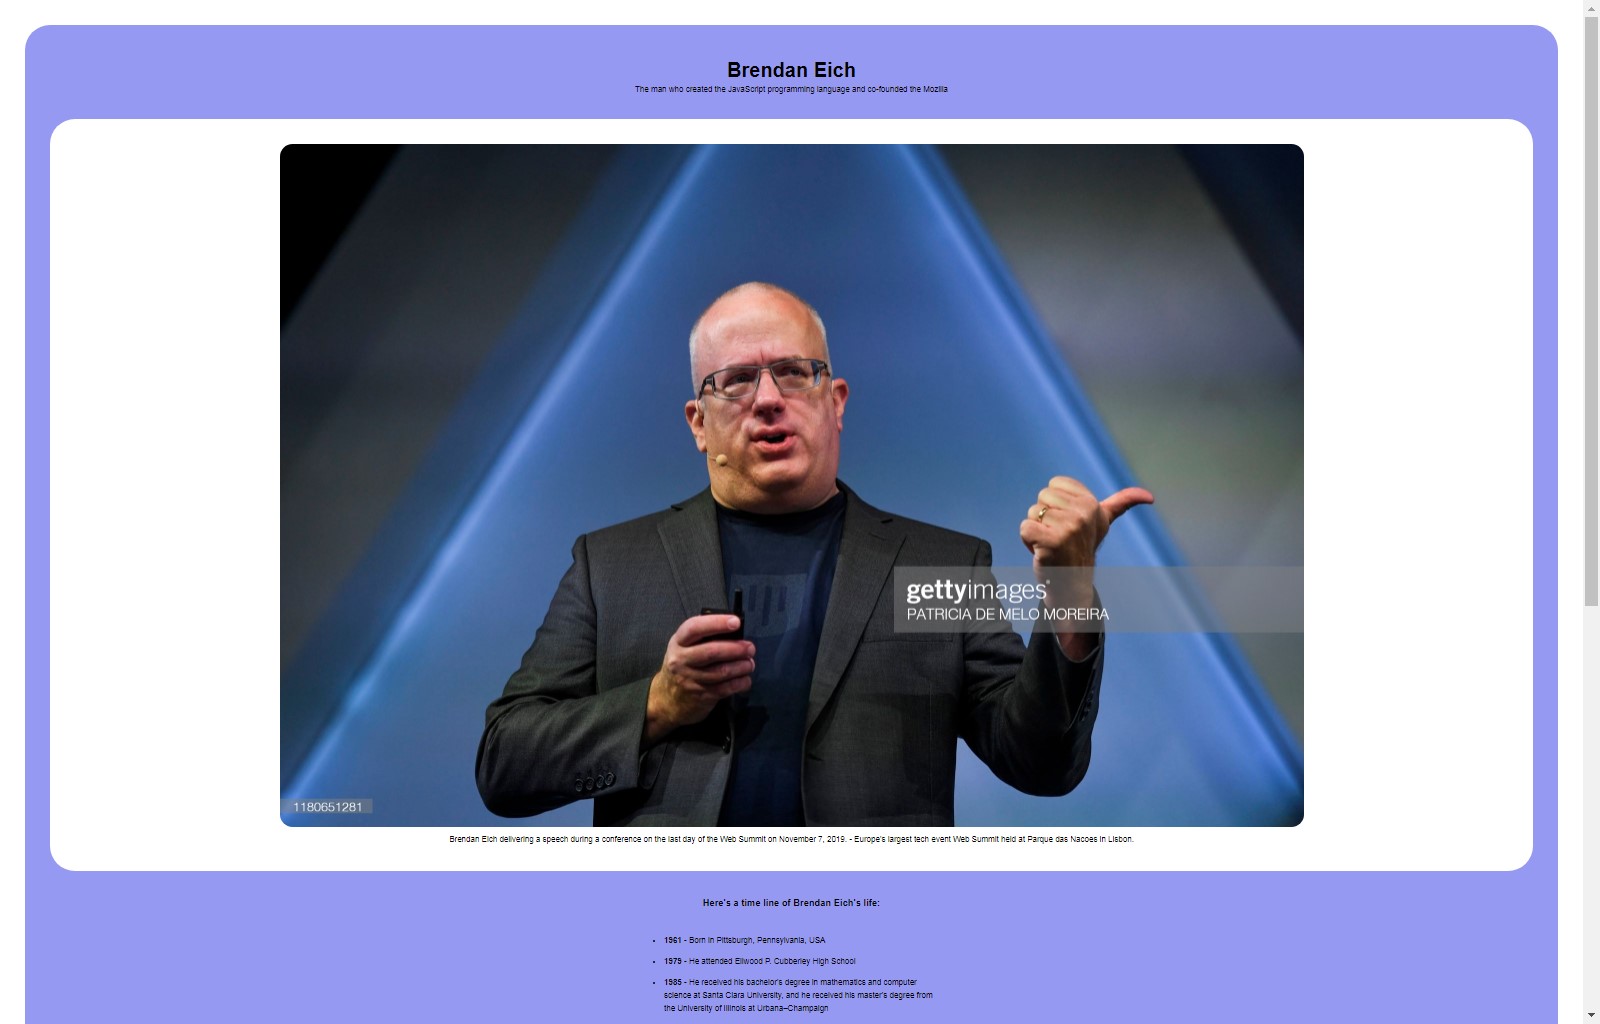 Brendan Eich
The man who created the JavaScript programming language and co-founded the Mozilla
gettyimages
PATRICIA DE MELO MOREIRA
1180651281
Brendan Eich delivering a speech during a conference on the last day of the Web Summit on November 7, 2019. - Europe's largest tech event Web Summit held at Parque das Nacoes in Lisbon.
Here's a time line of Brendan Eich's life:
• 1961 - Born in Pittsburgh, Pennsylvania, USA
• 1979 - He attended Ellwood P. Cubberley High School
• 1985 - He received his bachelor's degree in mathematics and computer
science at Santa Clara University, and he received his master's degree from
the University of Illinois at Urbana–Champaign